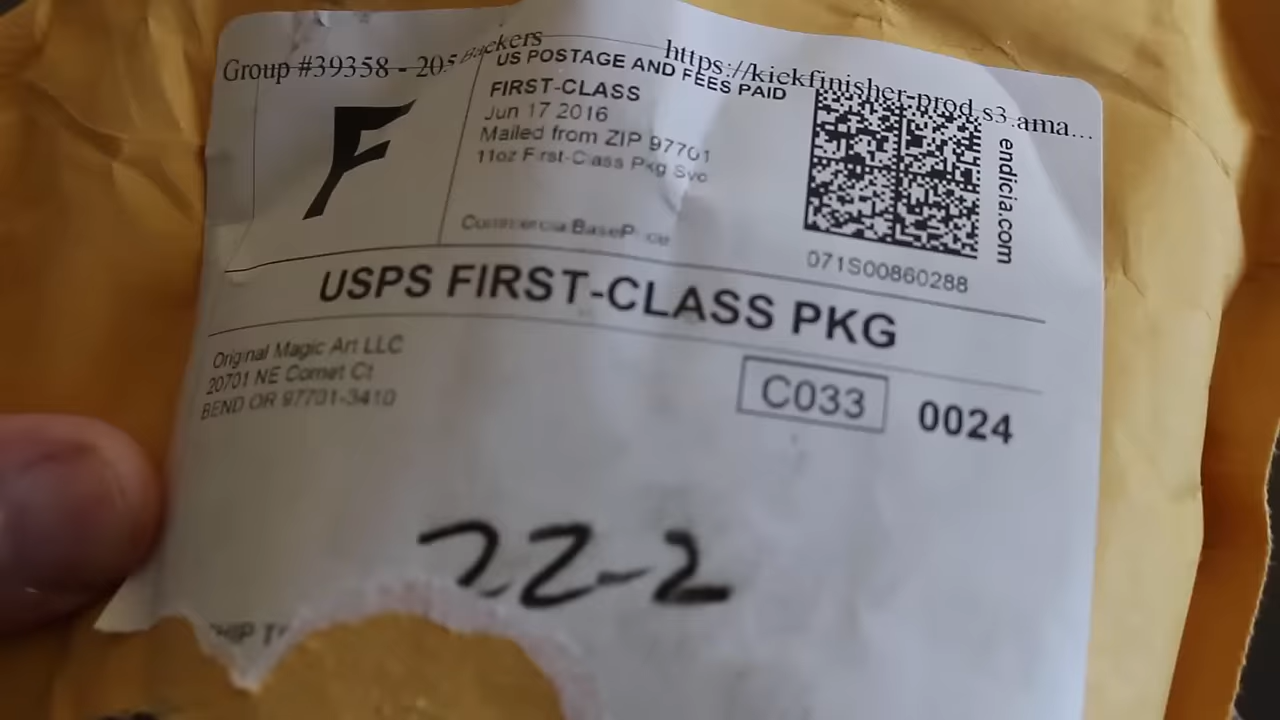 Group #39358 - 205 Backers
https://kickfinisher-prod.s3.ama...
F
US POSTAGE AND FEES PAID
FIRST-CLASS
Jun 17 2016
Mailed from ZIP 97701
11oz First-Class Pkg Svc
Commercial Base Price
endicia.com
071S00860288
USPS FIRST-CLASS PKG
Original Magic Art LLC
20701 NE Comet Ct
BEND OR 97701-3410
C033
0024
22-2
SHIP T